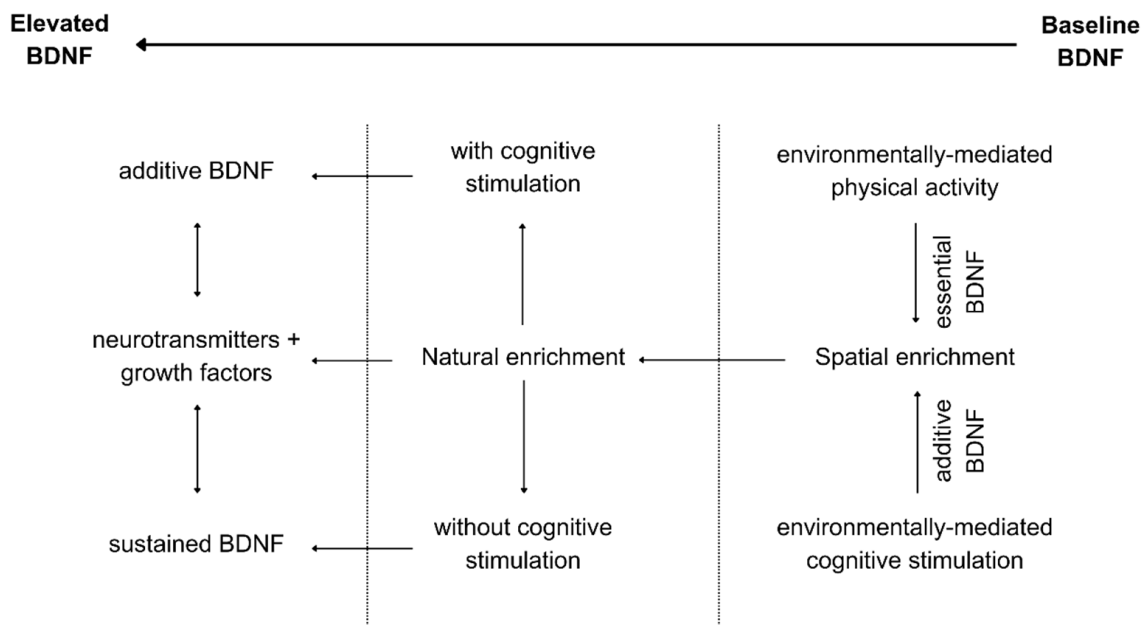 Elevated
BDNF
Baseline
BDNF
additive BDNF
neurotransmitters +
growth factors
sustained BDNF
with cognitive
stimulation
Natural enrichment
without cognitive
stimulation
environmentally-mediated
physical activity
essential
BDNF
Spatial enrichment
additive
BDNF
environmentally-mediated
cognitive stimulation